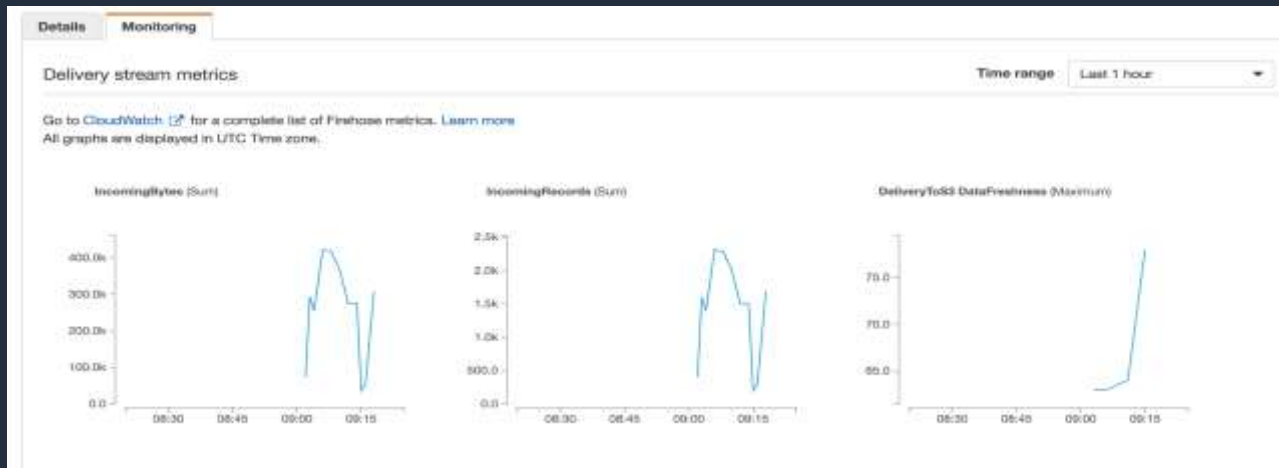 Details Monitoring
Delivery stream metrics
Time range Last 1 hour
Go to CloudWatch for a complete list of Firehose metrics. Learn more
All graphs are displayed in UTC Time zone.
IncomingBytes (Sum)
400.0k
300.0k
200.0k
100.0k
0.0
08:30 08:45 09:00 09:15
IncomingRecords (Sum)
2.5k
2.0k
1.5k
1.0k
500.0
0.0
08:30 08:45 09:00 09:15
DeliveryToS3 DataFreshness (Maximum)
70.0
65.0
08:30 08:45 09:00 09:15